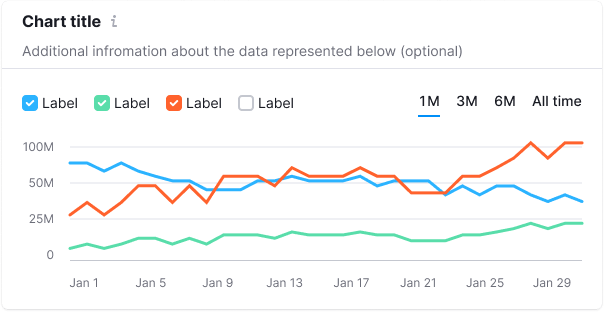 Chart title i
Additional infromation about the data represented below (optional)
Label Label Label Label 1M 3M 6M All time
100M
50M
25M
0
Jan 1 Jan 5 Jan 9 Jan 13 Jan 17 Jan 21 Jan 25 Jan 29